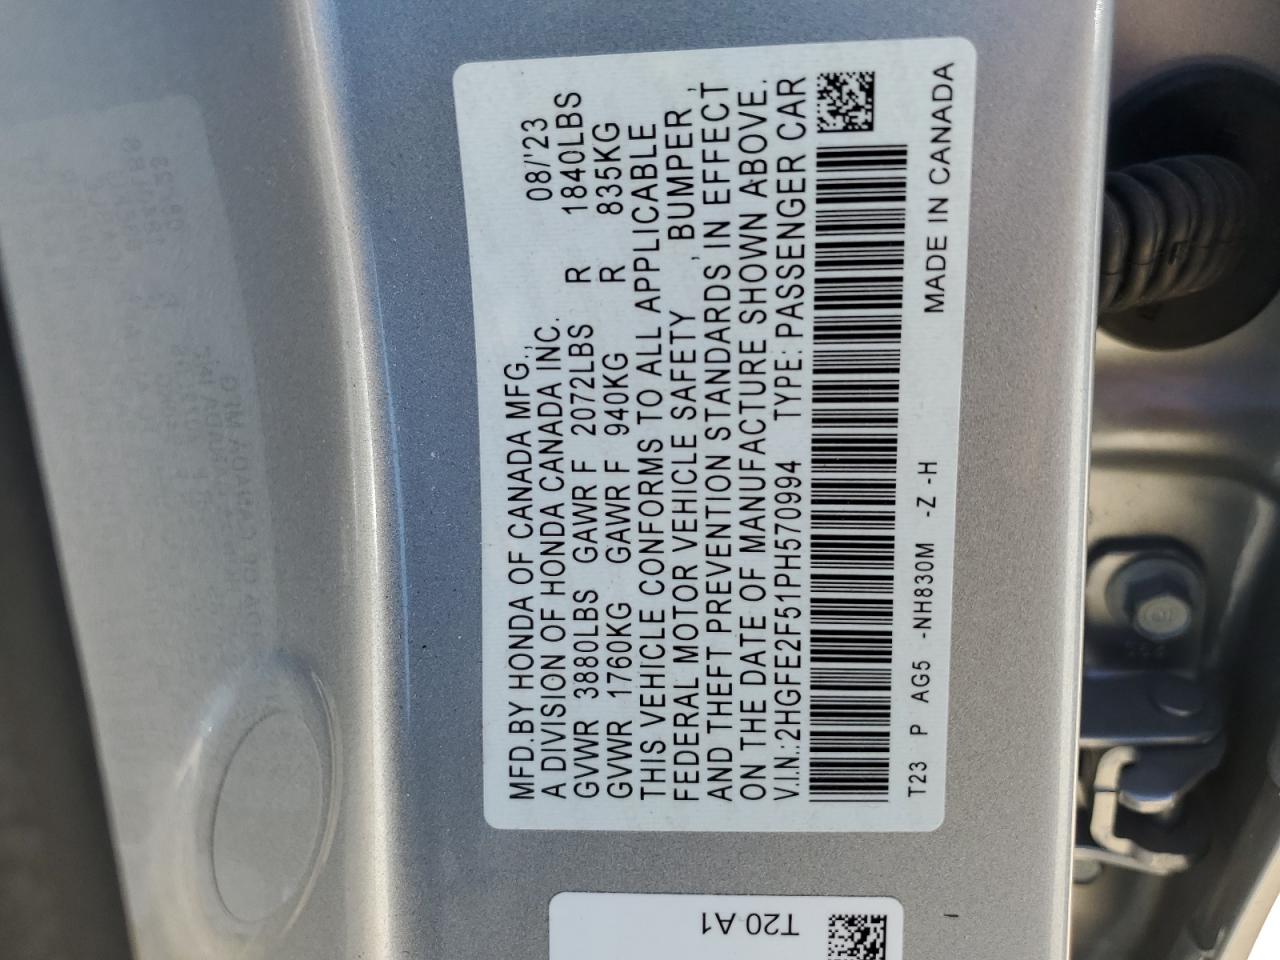 MFD.BY HONDA OF CANADA MFG., 08/'23
A DIVISION OF HONDA CANADA INC.
GVWR 3880LBS GAWR F 2072LBS R 1840LBS
GVWR 1760KG GAWR F 940KG R 835KG
THIS VEHICLE CONFORMS TO ALL APPLICABLE
FEDERAL MOTOR VEHICLE SAFETY , BUMPER ,
AND THEFT PREVENTION STANDARDS IN EFFECT
ON THE DATE OF MANUFACTURE SHOWN ABOVE.
V.I.N.:2HGFE2F51PH570994 TYPE:PASSENGER CAR
T23 P AG5 -NH830M -Z -H MADE IN CANADA
T20 A1